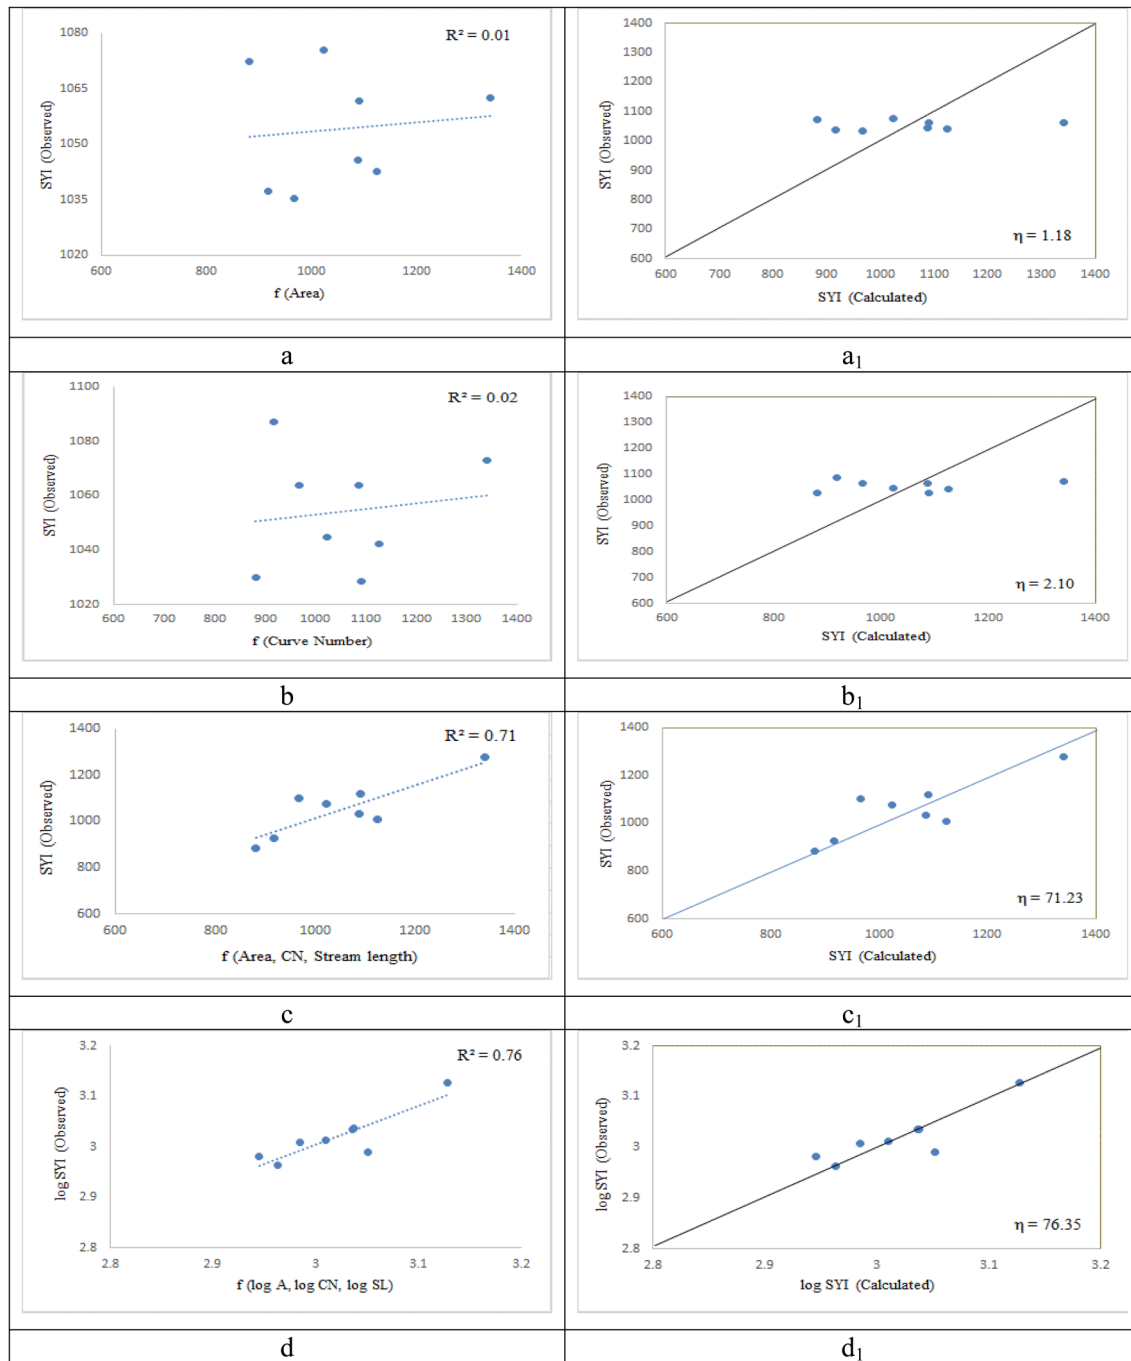 R² = 0.01
SYI (Observed)
1080
1065
1050
1035
1020
600 800 1000 1200 1400
f (Area)
SYI (Observed)
1400
1300
1200
1100
1000
900
800
700
600
η = 1.18
600 700 800 900 1000 1100 1200 1300 1400
SYI (Calculated)
a a1
R² = 0.02
SYI (Observed)
1100
1080
1060
1040
1020
600 700 800 900 1000 1100 1200 1300 1400
f (Curve Number)
SYI (Observed)
1400
1300
1200
1100
1000
900
800
700
600
η = 2.10
600 800 1000 1200 1400
SYI (Calculated)
b b1
R² = 0.71
SYI (Observed)
1400
1200
1000
800
600
600 800 1000 1200 1400
f (Area, CN, Stream length)
SYI (Observed)
1400
1200
1000
800
600
η = 71.23
600 800 1000 1200 1400
SYI (Calculated)
c c1
R² = 0.76
log SYI (Observed)
3.2
3.1
3
2.9
2.8
2.8 2.9 3 3.1 3.2
f (log A, log CN, log SL)
log SYI (Observed)
3.2
3.1
3
2.9
2.8
η = 76.35
2.8 2.9 3 3.1 3.2
log SYI (Calculated)
d d1